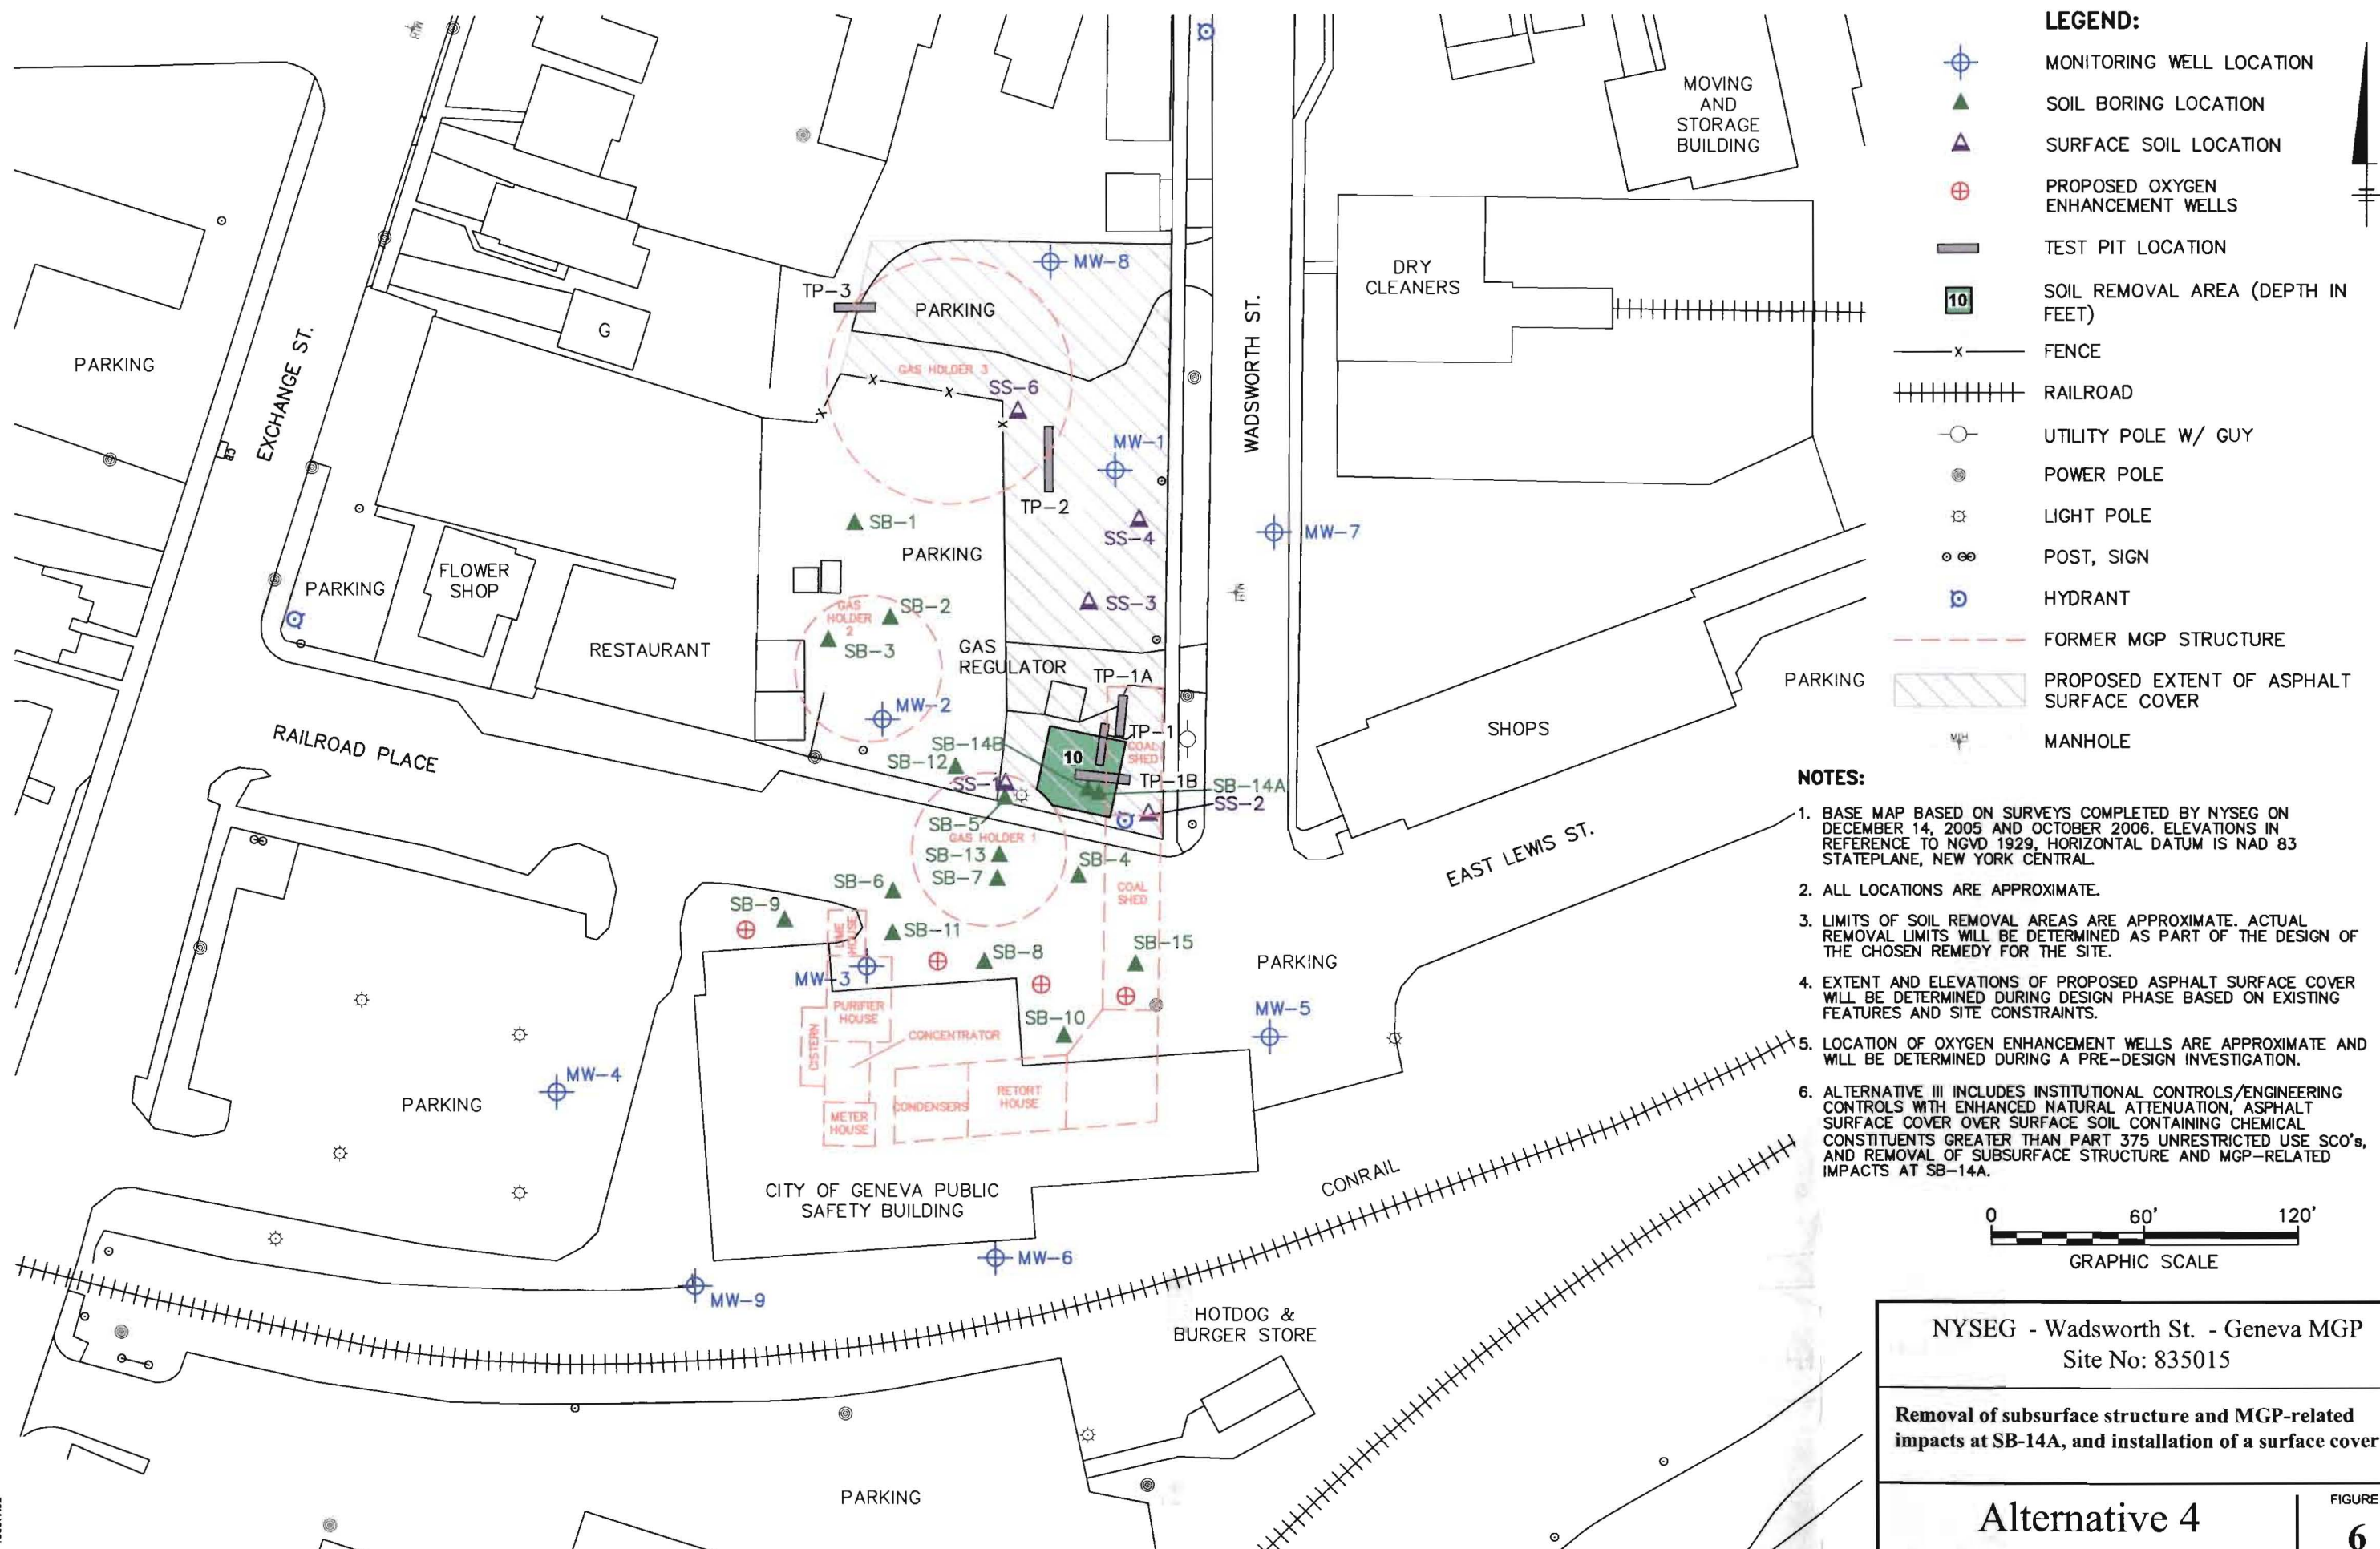 LEGEND:
MONITORING WELL LOCATION
SOIL BORING LOCATION
SURFACE SOIL LOCATION
PROPOSED OXYGEN
ENHANCEMENT WELLS
TEST PIT LOCATION
10
SOIL REMOVAL AREA (DEPTH IN
FEET)
x
FENCE
RAILROAD
UTILITY POLE W/ GUY
POWER POLE
LIGHT POLE
POST, SIGN
HYDRANT
FORMER MGP STRUCTURE
PROPOSED EXTENT OF ASPHALT
SURFACE COVER
MH
MANHOLE
NOTES:
1. BASE MAP BASED ON SURVEYS COMPLETED BY NYSEG ON
DECEMBER 14, 2005 AND OCTOBER 2006. ELEVATIONS IN
REFERENCE TO NGVD 1929, HORIZONTAL DATUM IS NAD 83
STATEPLANE, NEW YORK CENTRAL.
2. ALL LOCATIONS ARE APPROXIMATE.
3. LIMITS OF SOIL REMOVAL AREAS ARE APPROXIMATE. ACTUAL
REMOVAL LIMITS WILL BE DETERMINED AS PART OF THE DESIGN OF
THE CHOSEN REMEDY FOR THE SITE.
4. EXTENT AND ELEVATIONS OF PROPOSED ASPHALT SURFACE COVER
WILL BE DETERMINED DURING DESIGN PHASE BASED ON EXISTING
FEATURES AND SITE CONSTRAINTS.
5. LOCATION OF OXYGEN ENHANCEMENT WELLS ARE APPROXIMATE AND
WILL BE DETERMINED DURING A PRE-DESIGN INVESTIGATION.
6. ALTERNATIVE III INCLUDES INSTITUTIONAL CONTROLS/ENGINEERING
CONTROLS WITH ENHANCED NATURAL ATTENUATION, ASPHALT
SURFACE COVER OVER SURFACE SOIL CONTAINING CHEMICAL
CONSTITUENTS GREATER THAN PART 375 UNRESTRICTED USE SCO's,
AND REMOVAL OF SUBSURFACE STRUCTURE AND MGP-RELATED
IMPACTS AT SB-14A.
0 60' 120'
GRAPHIC SCALE
NYSEG - Wadsworth St. - Geneva MGP
Site No: 835015
Removal of subsurface structure and MGP-related
impacts at SB-14A, and installation of a surface cover
Alternative 4
FIGURE
6
MH
MOVING
AND
STORAGE
BUILDING
MW-8
DRY
CLEANERS
TP-3
PARKING
G
WADSWORTH ST.
EXCHANGE ST.
PARKING
GAS HOLDER 3
x
x
x
x
SS-6
MW-1
CB
TP-2
SB-1
SS-4
MW-7
PARKING
FLOWER
SHOP
PARKING
MH
GAS
HOLDER
2
SB-2
SS-3
SB-3
RESTAURANT
GAS
REGULATOR
TP-1A
PARKING
MW-2
RAILROAD PLACE
SB-14B
TP-1
COAL
SHED
SHOPS
SB-12
10
SS-1
TP-1B
SB-14A
SS-2
SB-5
GAS HOLDER 1
SB-13
SB-4
EAST LEWIS ST.
SB-6
SB-7
COAL
SHED
SB-9
LIME
HOUSE
SB-11
SB-8
SB-15
PARKING
MW-3
PURIFIER
HOUSE
MW-5
SB-10
CISTERN
CONCENTRATOR
MW-4
PARKING
CONDENSERS
RETORT
HOUSE
METER
HOUSE
CITY OF GENEVA PUBLIC
SAFETY BUILDING
CONRAIL
MW-6
MW-9
HOTDOG &
BURGER STORE
PARKING